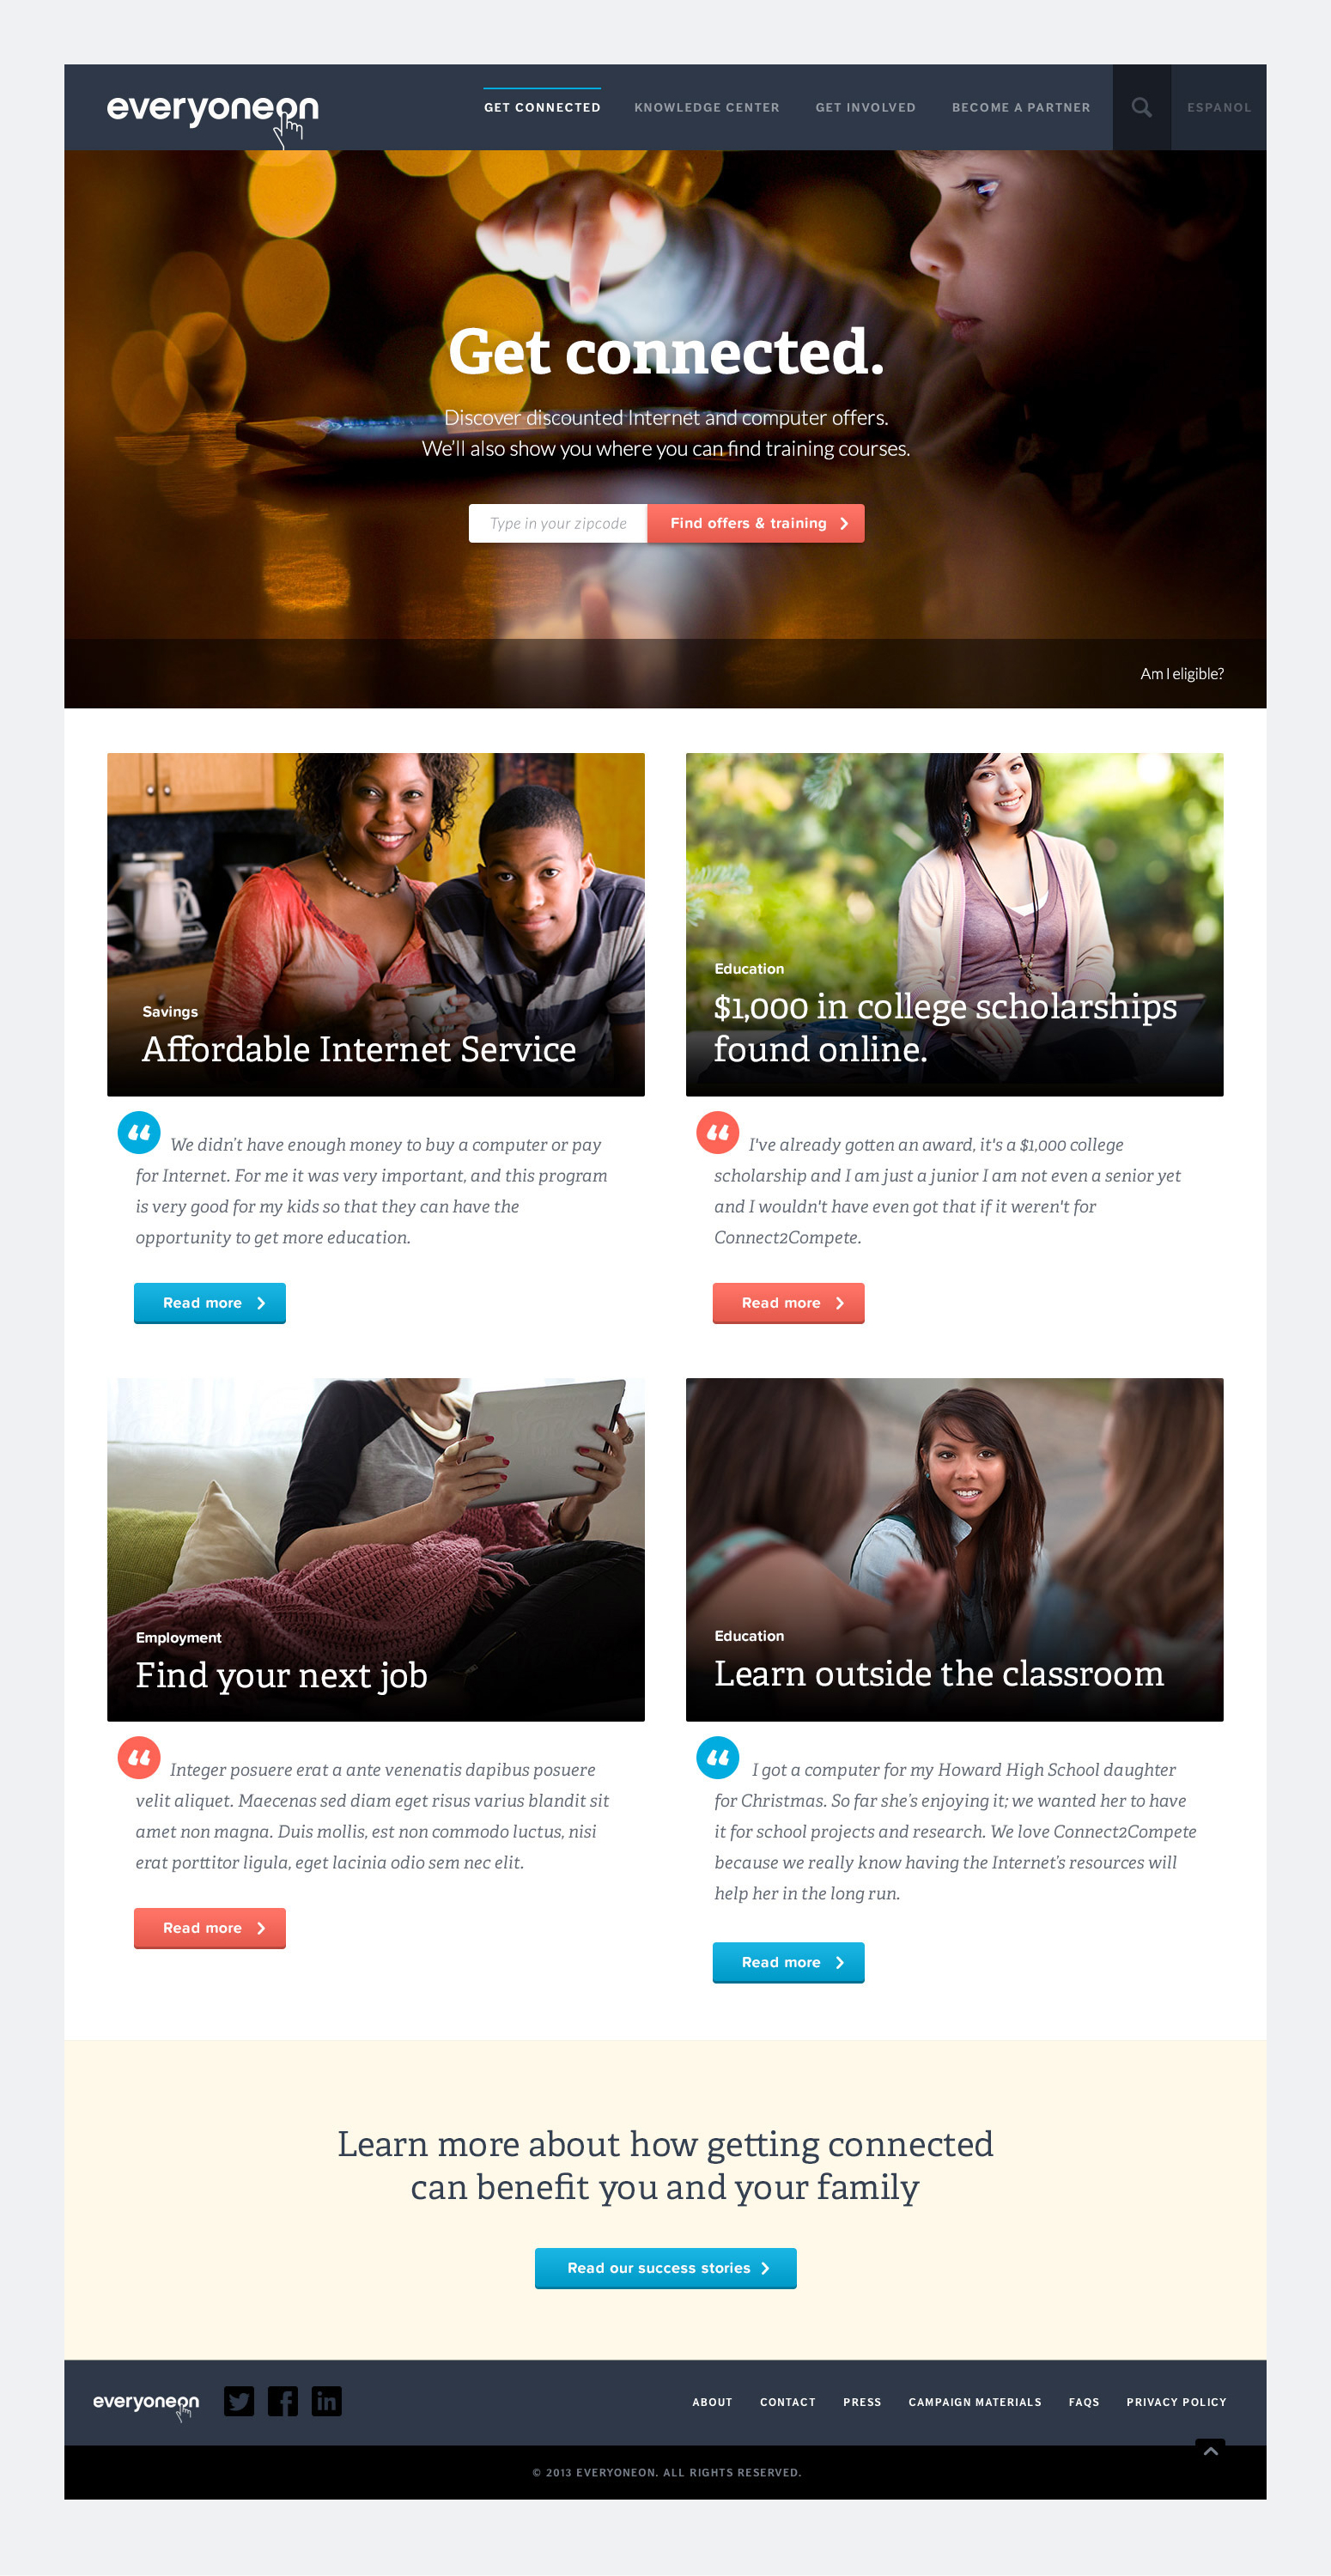 everyoneon
GET CONNECTED
KNOWLEDGE CENTER
GET INVOLVED
BECOME A PARTNER
ESPANOL
Get connected.
Discover discounted Internet and computer offers.
We'll also show you where you can find training courses.
Type in your zipcode
Find offers & training
Am I eligible?
Savings
Affordable Internet Service
“ We didn't have enough money to buy a computer or pay
for Internet. For me it was very important, and this program
is very good for my kids so that they can have the
opportunity to get more education.
Read more
Education
$1,000 in college scholarships
found online.
“ I've already gotten an award, it's a $1,000 college
scholarship and I am just a junior I am not even a senior yet
and I wouldn't have even got that if it weren't for
Connect2Compete.
Read more
Employment
Find your next job
“ Integer posuere erat a ante venenatis dapibus posuere
velit aliquet. Maecenas sed diam eget risus varius blandit sit
amet non magna. Duis mollis, est non commodo luctus, nisi
erat porttitor ligula, eget lacinia odio sem nec elit.
Read more
Education
Learn outside the classroom
“ I got a computer for my Howard High School daughter
for Christmas. So far she's enjoying it; we wanted her to have
it for school projects and research. We love Connect2Compete
because we really know having the Internet's resources will
help her in the long run.
Read more
Learn more about how getting connected
can benefit you and your family
Read our success stories
everyoneon
in
ABOUT
CONTACT
PRESS
CAMPAIGN MATERIALS
FAQS
PRIVACY POLICY
© 2013 EVERYONEON. ALL RIGHTS RESERVED.